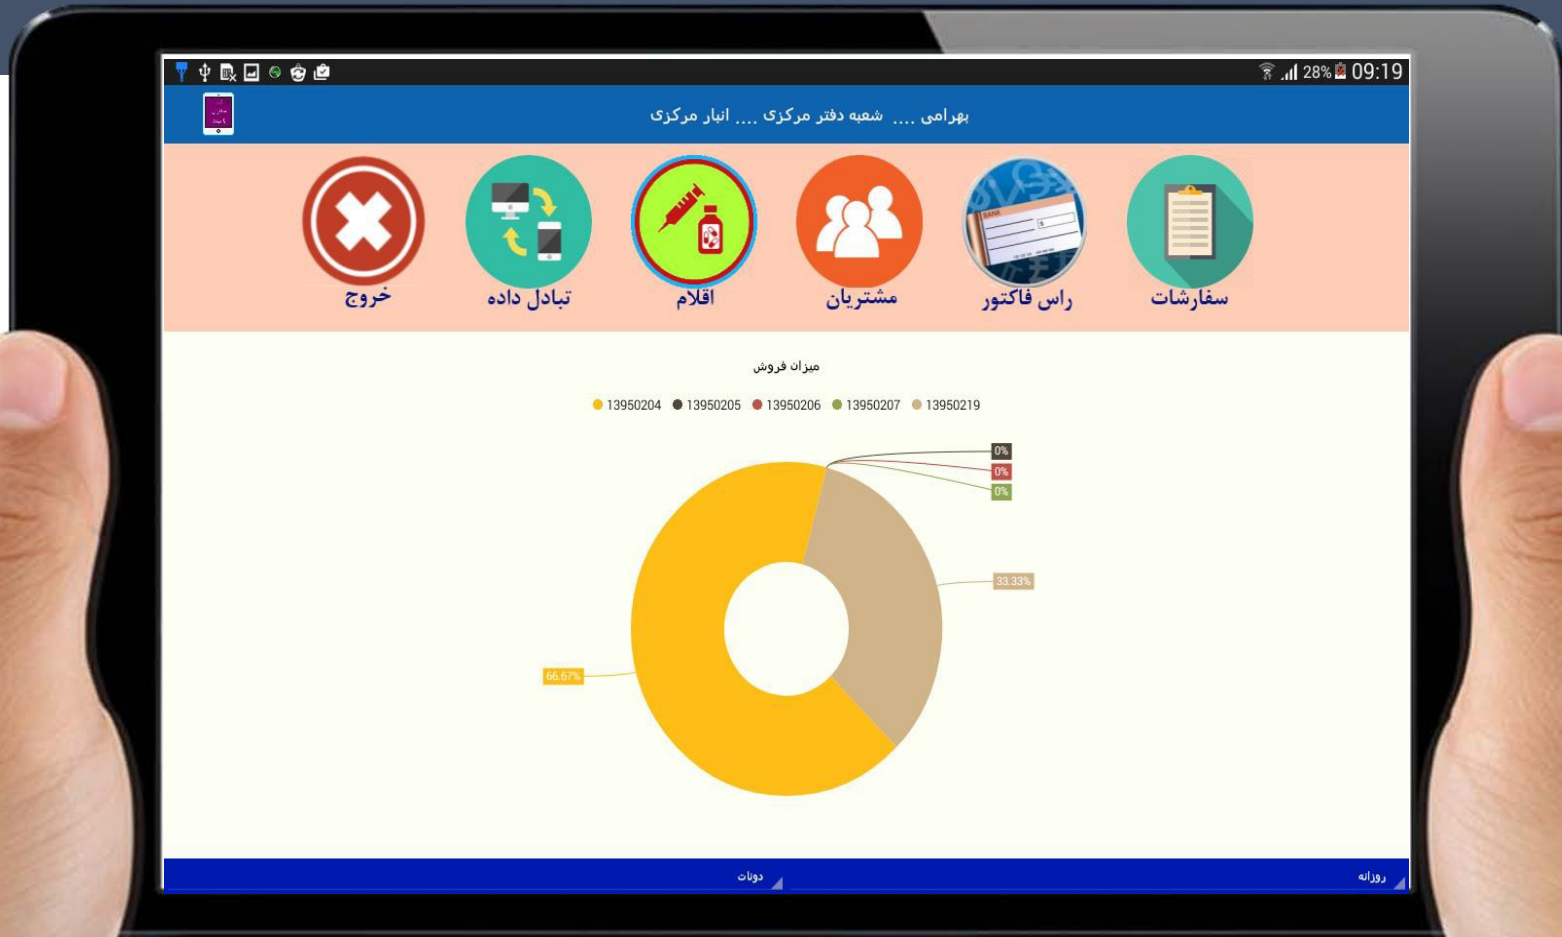 28% 09:19
بهرامی .... شعبه دفتر مرکزی .... انبار مرکزی
سفارشات
راس فاکتور
مشتریان
اقلام
تبادل داده
خروج
BANK
میزان فروش
13950204 13950205 13950206 13950207 13950219
0%
0%
0%
33.33%
66.67%
روزانه
دونات